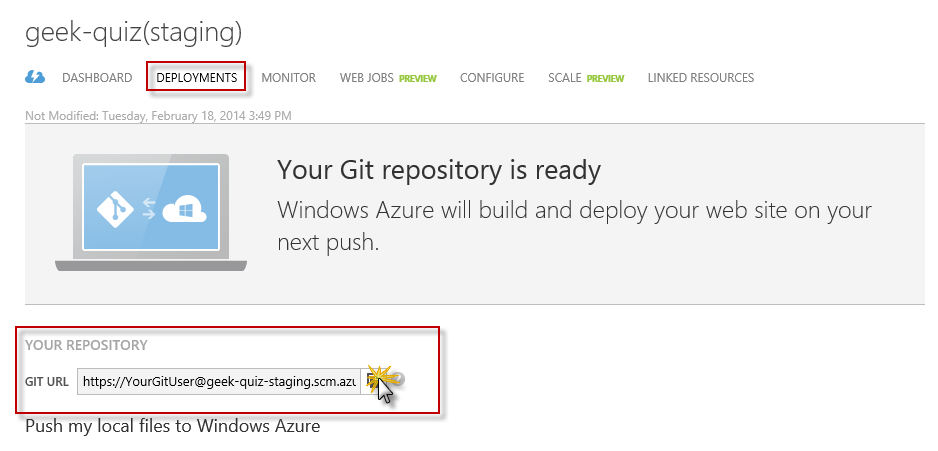 geek-quiz(staging)
DASHBOARD DEPLOYMENTS MONITOR WEB JOBS PREVIEW CONFIGURE SCALE PREVIEW LINKED RESOURCES
Not Modified: Tuesday, February 18, 2014 3:49 PM
Your Git repository is ready
Windows Azure will build and deploy your web site on your
next push.
YOUR REPOSITORY
GIT URL https://YourGitUser@geek-quiz-staging.scm.azu ?
Push my local files to Windows Azure